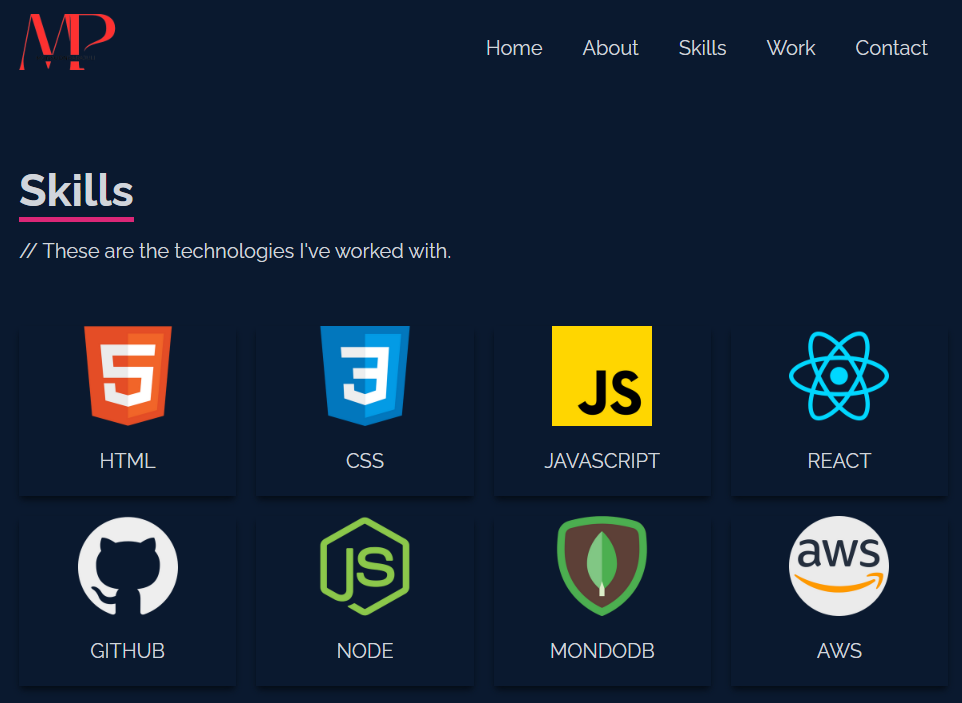 MP
Home About Skills Work Contact
Skills
// These are the technologies I've worked with.
5 3 JS
HTML CSS JAVASCRIPT REACT
JS aws
GITHUB NODE MONDODB AWS